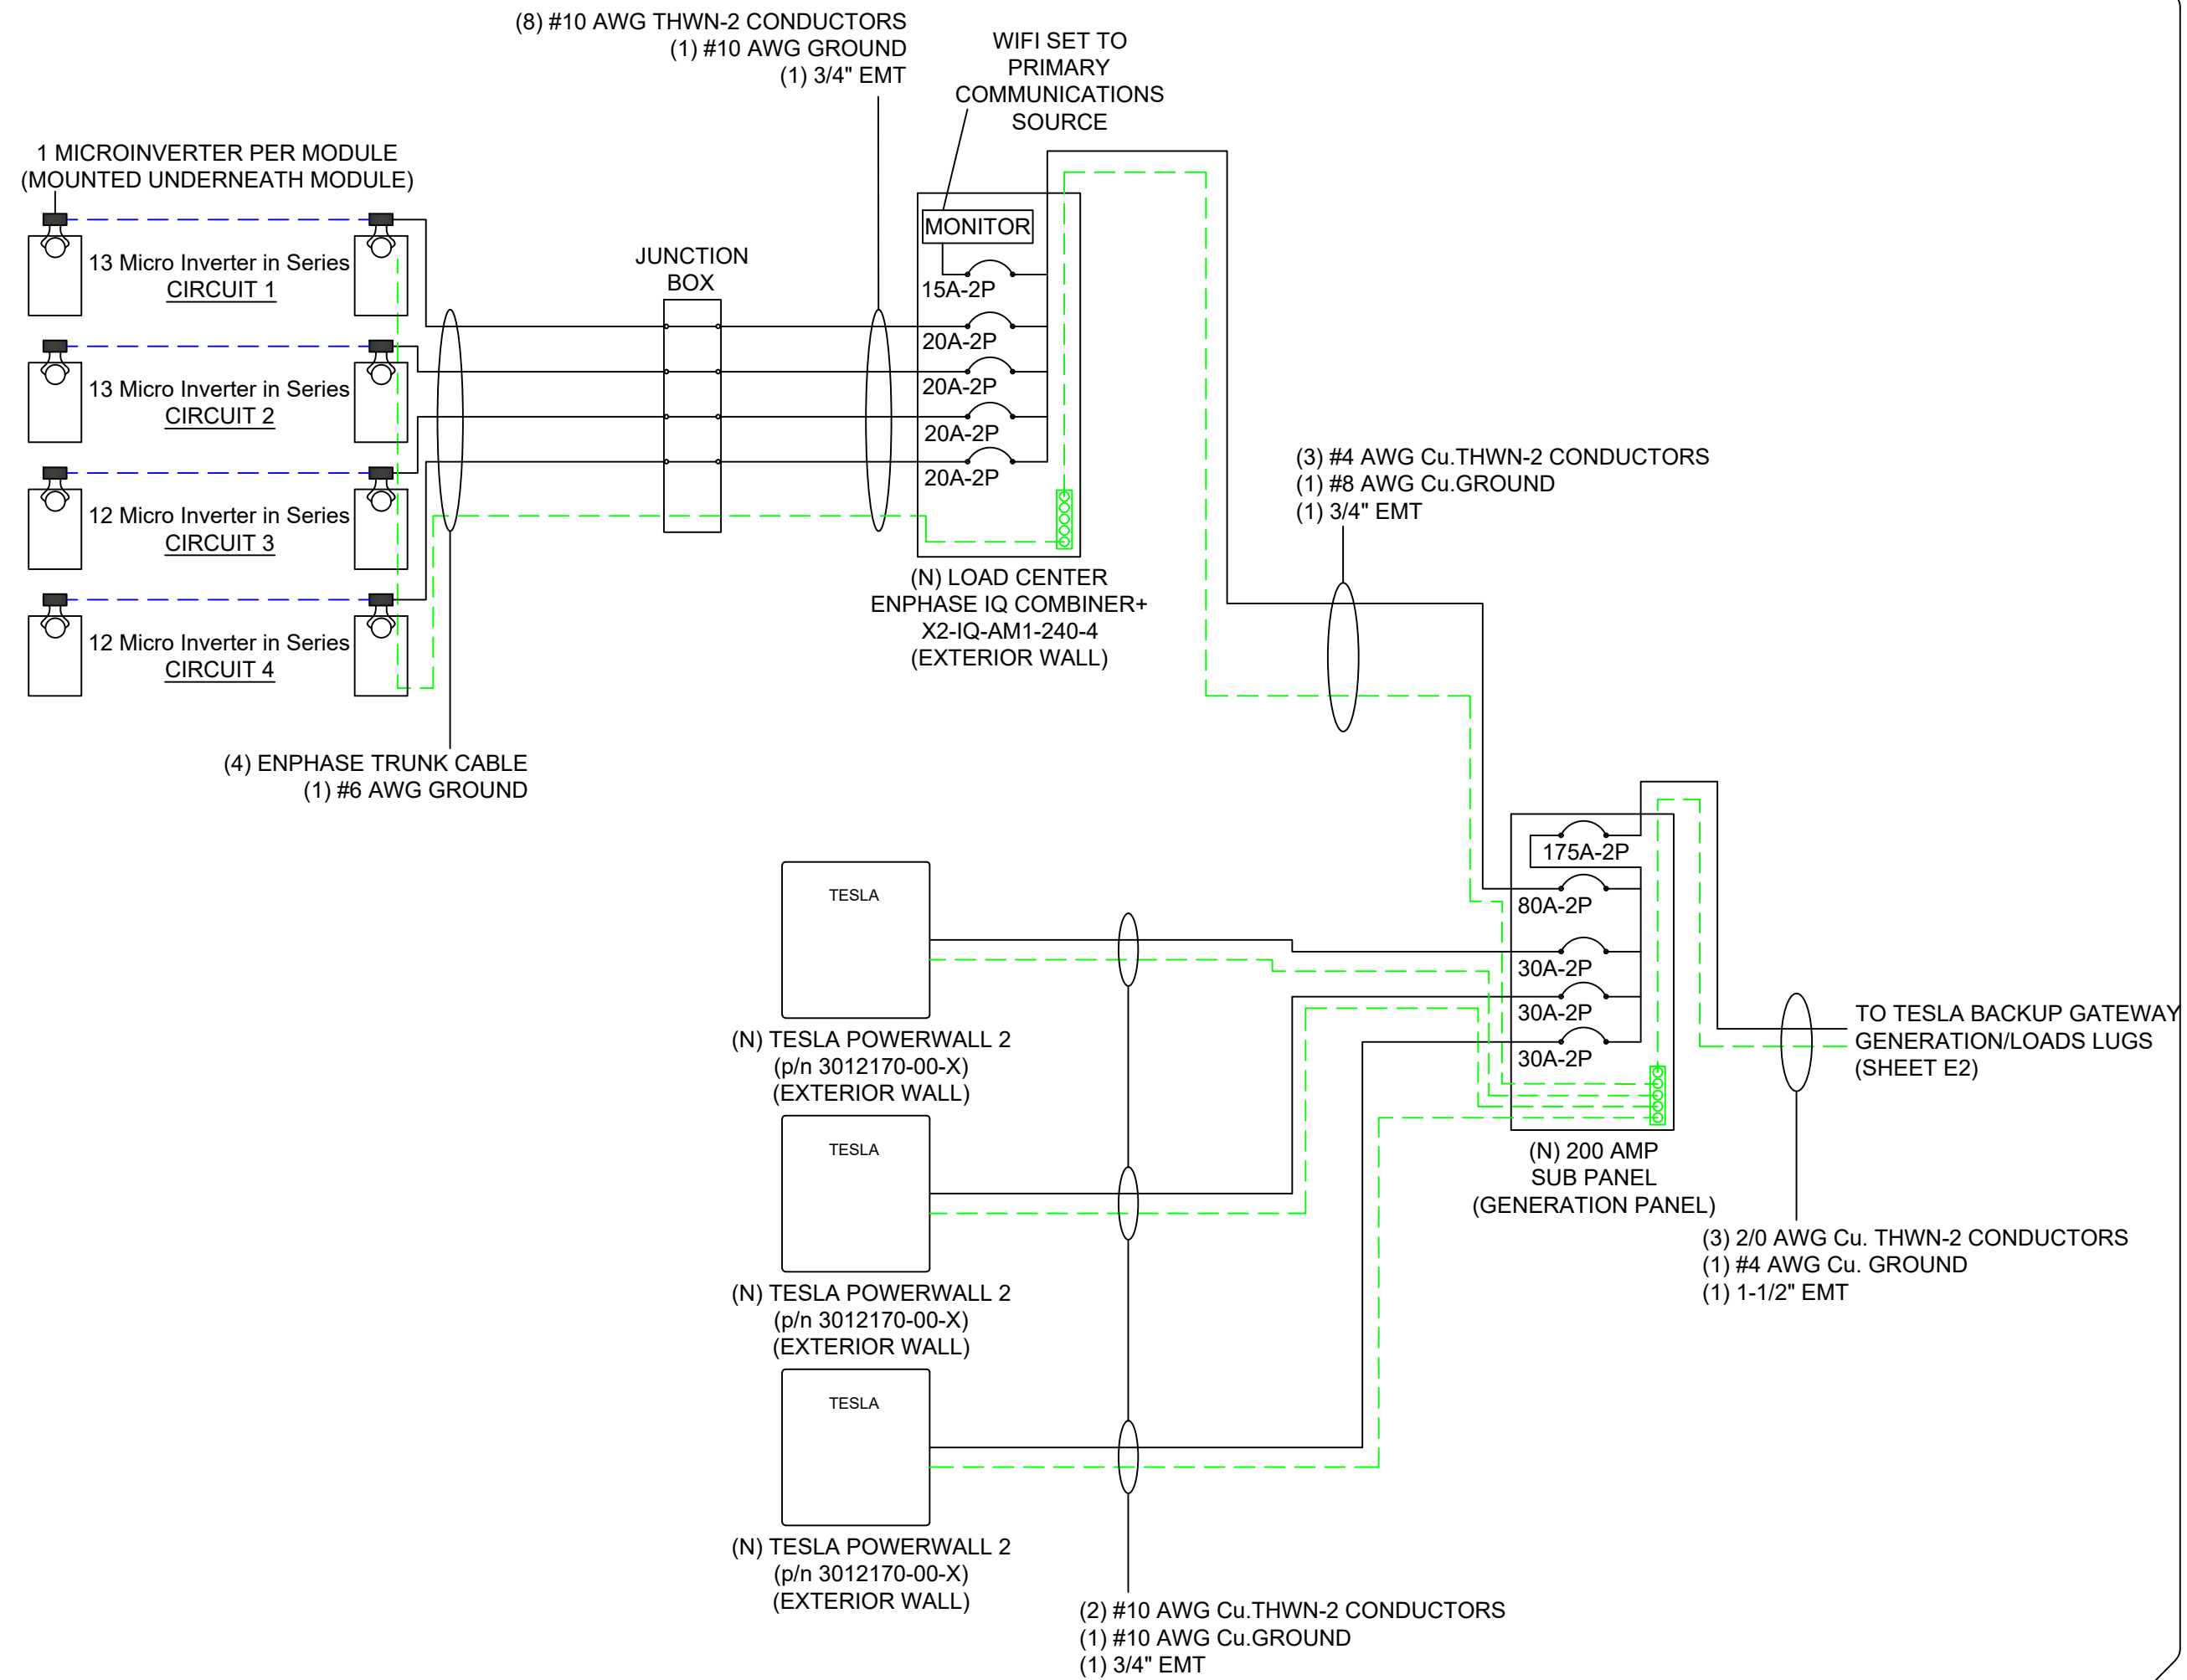 (8) #10 AWG THWN-2 CONDUCTORS
(1) #10 AWG GROUND
(1) 3/4" EMT
WIFI SET TO
PRIMARY
COMMUNICATIONS
SOURCE
1 MICROINVERTER PER MODULE
(MOUNTED UNDERNEATH MODULE)
13 Micro Inverter in Series
CIRCUIT 1
13 Micro Inverter in Series
CIRCUIT 2
12 Micro Inverter in Series
CIRCUIT 3
12 Micro Inverter in Series
CIRCUIT 4
JUNCTION
BOX
MONITOR
15A-2P
20A-2P
20A-2P
20A-2P
20A-2P
(N) LOAD CENTER
ENPHASE IQ COMBINER+
X2-IQ-AM1-240-4
(EXTERIOR WALL)
(4) ENPHASE TRUNK CABLE
(1) #6 AWG GROUND
(3) #4 AWG Cu.THWN-2 CONDUCTORS
(1) #8 AWG Cu.GROUND
(1) 3/4" EMT
175A-2P
80A-2P
30A-2P
30A-2P
30A-2P
(N) 200 AMP
SUB PANEL
(GENERATION PANEL)
TO TESLA BACKUP GATEWAY
GENERATION/LOADS LUGS
(SHEET E2)
(3) 2/0 AWG Cu. THWN-2 CONDUCTORS
(1) #4 AWG Cu. GROUND
(1) 1-1/2" EMT
TESLA
(N) TESLA POWERWALL 2
(p/n 3012170-00-X)
(EXTERIOR WALL)
TESLA
(N) TESLA POWERWALL 2
(p/n 3012170-00-X)
(EXTERIOR WALL)
TESLA
(N) TESLA POWERWALL 2
(p/n 3012170-00-X)
(EXTERIOR WALL)
(2) #10 AWG Cu.THWN-2 CONDUCTORS
(1) #10 AWG Cu.GROUND
(1) 3/4" EMT